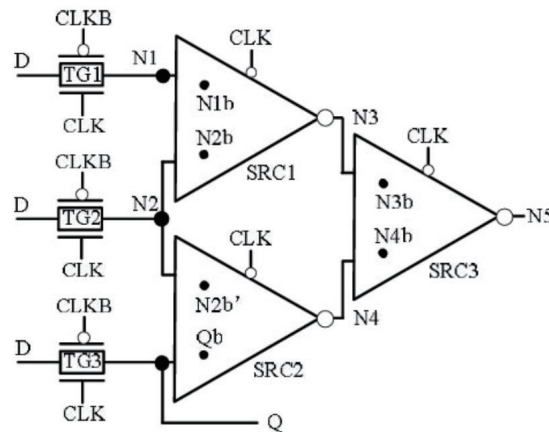 CLKB
D
TG1
N1
CLK
CLK
N1b
N2b
N3
SRC1
CLK
CLKB
D
TG2
N2
CLK
N3b
N4b
N5
SRC3
CLK
N2b'
Qb
N4
SRC2
CLKB
D
TG3
CLK
Q